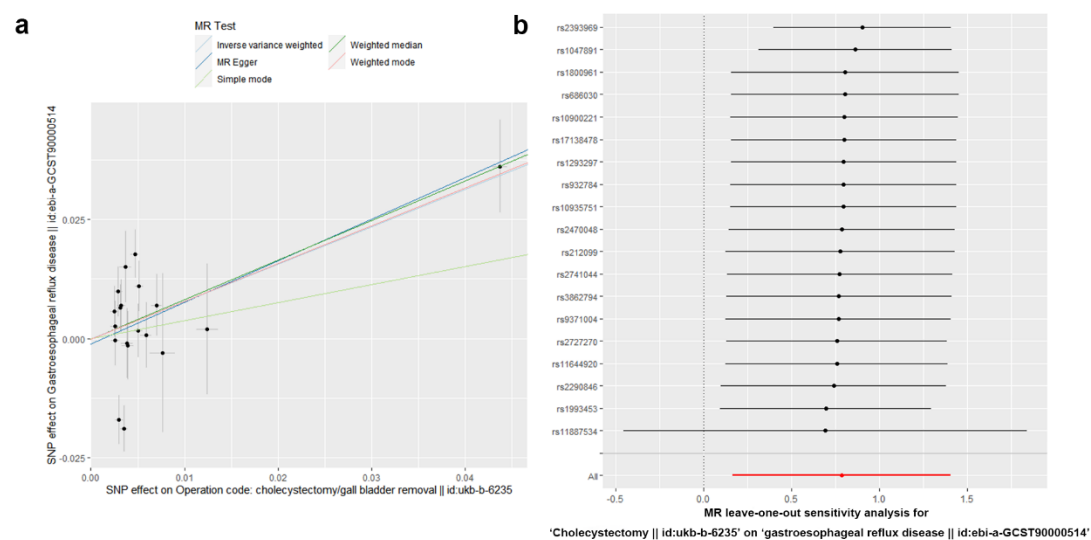 a
MR Test
Inverse variance weighted
Weighted median
MR Egger
Weighted mode
Simple mode
SNP effect on Gastroesophageal reflux disease || id:ebi-a-GCST90000514
0.025
0.000
-0.025
0.00
0.01
0.02
0.03
0.04
SNP effect on Operation code: cholecystectomy/gall bladder removal || id:ukb-b-6235
b
rs2393969
rs1047891
rs1800961
rs686030
rs10900221
rs17138478
rs1293297
rs932784
rs10935751
rs2470048
rs212099
rs2741044
rs3862794
rs9371004
rs2727270
rs11644920
rs2290846
rs1993453
rs11887534
All
-0.5
0.0
0.5
1.0
1.5
MR leave-one-out sensitivity analysis for
'Cholecystectomy || id:ukb-b-6235' on 'gastroesophageal reflux disease || id:ebi-a-GCST90000514'